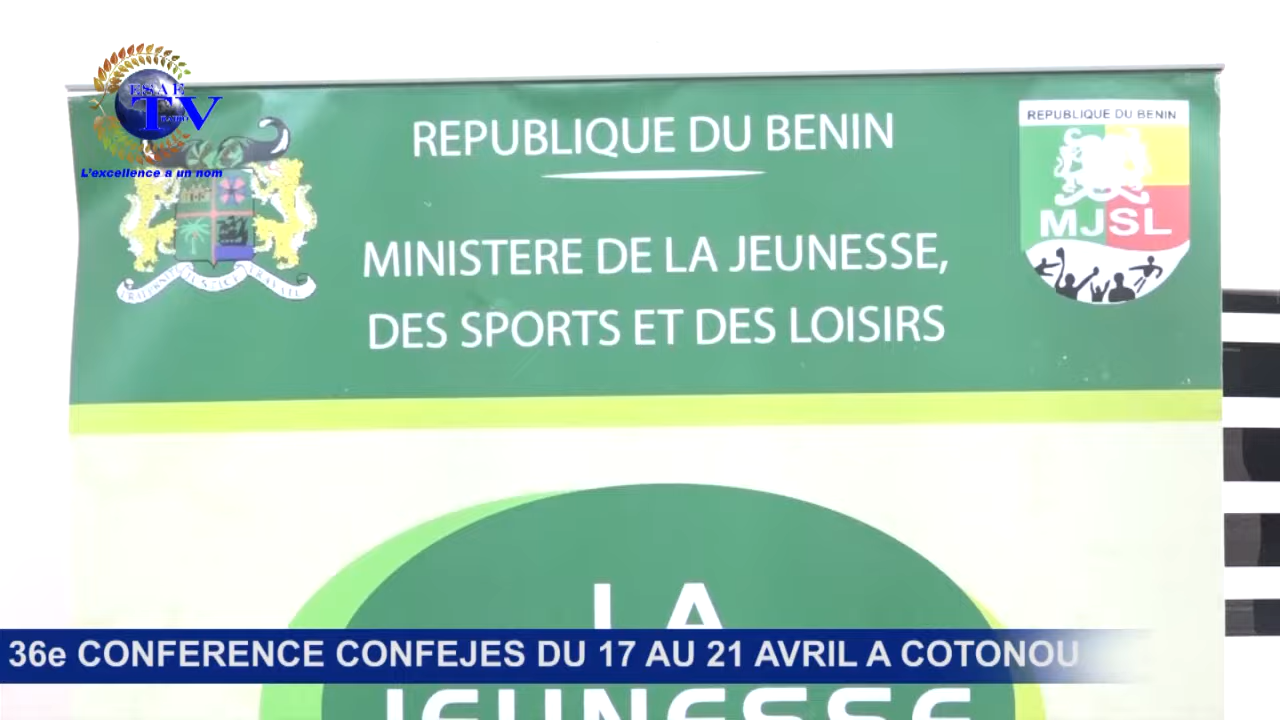 ESAE
TV
L'excellence a un nom
REPUBLIQUE DU BENIN
MINISTERE DE LA JEUNESSE,
DES SPORTS ET DES LOISIRS
REPUBLIQUE DU BENIN
MJSL
LA
JEUNESSE
36e CONFERENCE CONFEJES DU 17 AU 21 AVRIL A COTONOU